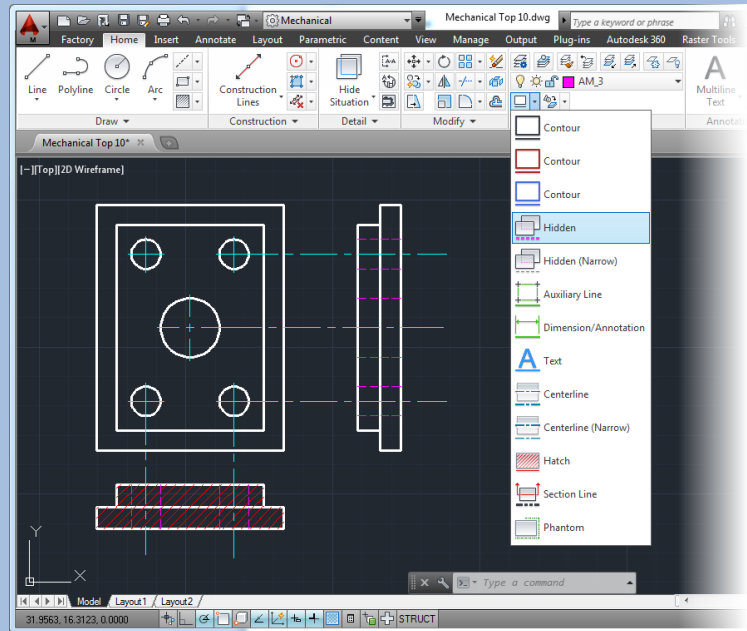 Mechanical
Mechanical Top 10.dwg
Type a keyword or phrase
M
Factory Home Insert Annotate Layout Parametric Content View Manage Output Plug-ins Autodesk 360 Raster Tools
AM_3
Line Polyline Circle Arc
Construction Lines
Hide Situation
A
Multiline Text
Draw
Construction
Detail
Modify
Annotat
Mechanical Top 10*
[−][Top][2D Wireframe]
Contour
Contour
Contour
Hidden
Hidden (Narrow)
Auxiliary Line
Dimension/Annotation
A Text
Centerline
Centerline (Narrow)
Hatch
Section Line
Phantom
Y
X
Type a command
Model Layout1 Layout2
31.9563, 16.3123, 0.0000
STRUCT